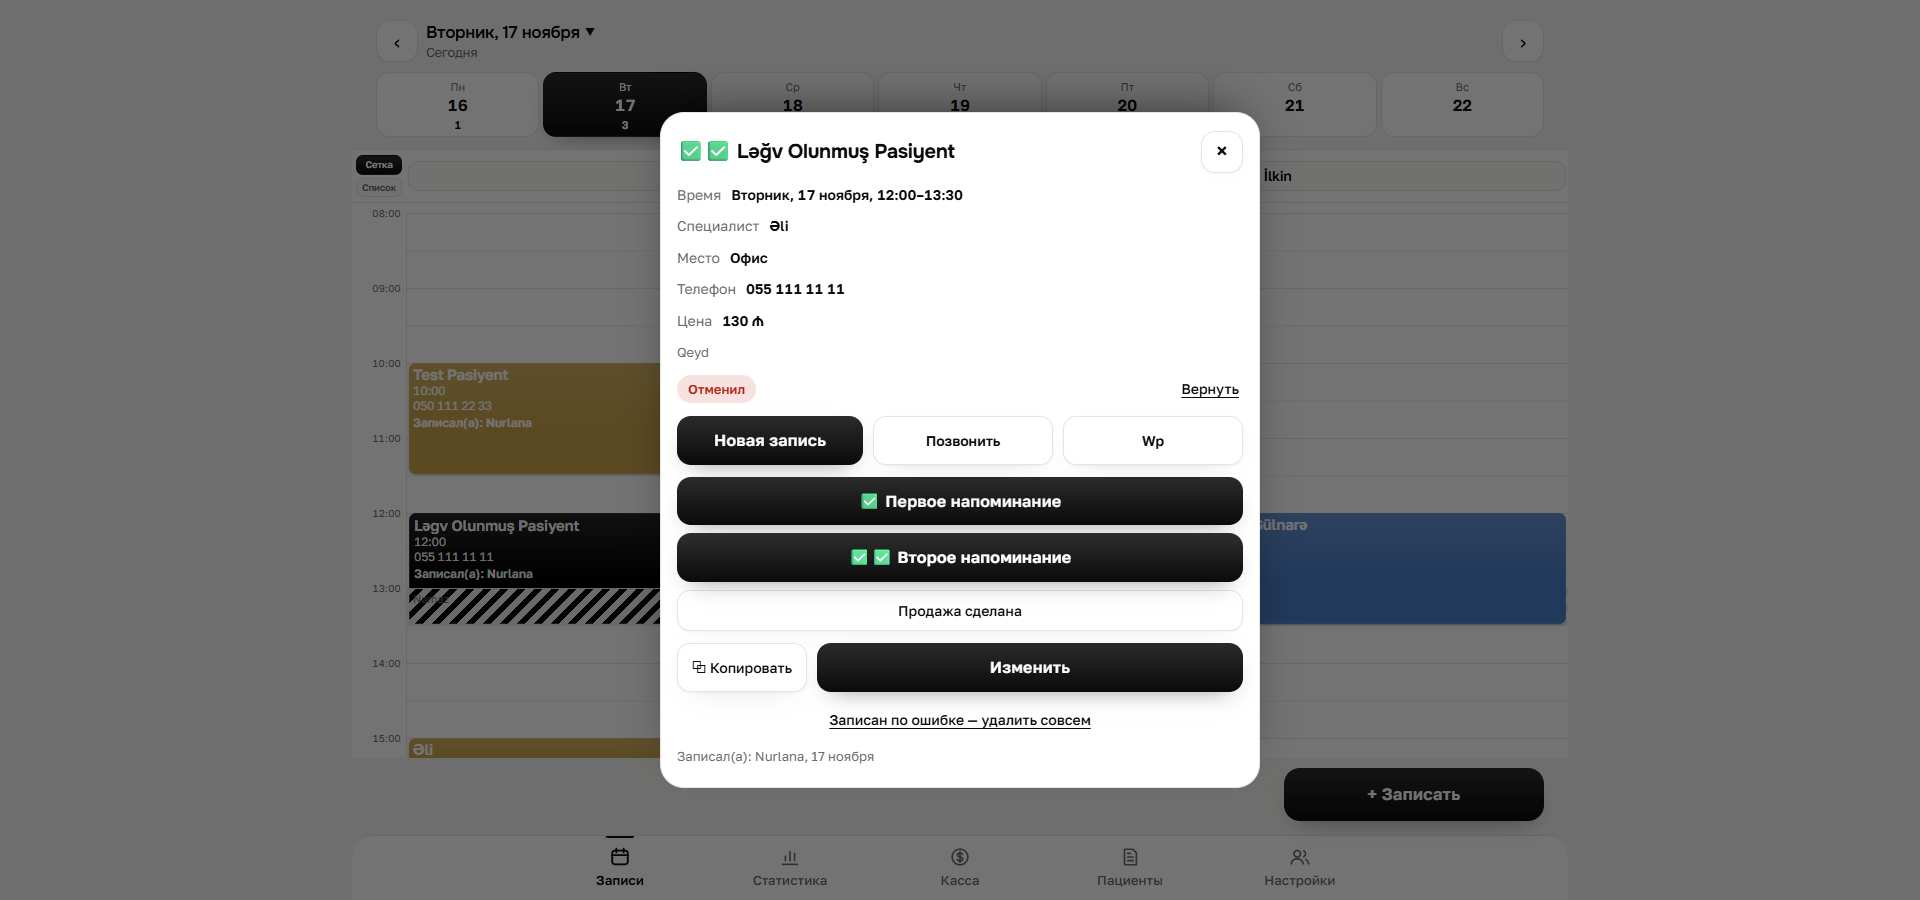 ‹
Вторник, 17 ноября ▼
Сегодня
›
Пн
16
1
Вт
17
3
Ср
18
Чт
19
Пт
20
Сб
21
Вс
22
Сетка
Список
İlkin
08:00
09:00
10:00
11:00
12:00
13:00
14:00
15:00
Test Pasiyent
10:00
050 111 22 33
Записал(а): Nurlana
Ləğv Olunmuş Pasiyent
12:00
055 111 11 11
Записал(а): Nurlana
Əli
Gülnarə
✅ ✅ Ləğv Olunmuş Pasiyent
×
Время Вторник, 17 ноября, 12:00–13:30
Специалист Əli
Место Офис
Телефон 055 111 11 11
Цена 130 ₼
Qeyd
Отменил
Вернуть
Новая запись
Позвонить
Wp
✅ Первое напоминание
✅ ✅ Второе напоминание
Продажа сделана
Копировать
Изменить
Записан по ошибке — удалить совсем
Записал(а): Nurlana, 17 ноября
+ Записать
Записи
Статистика
Касса
Пациенты
Настройки